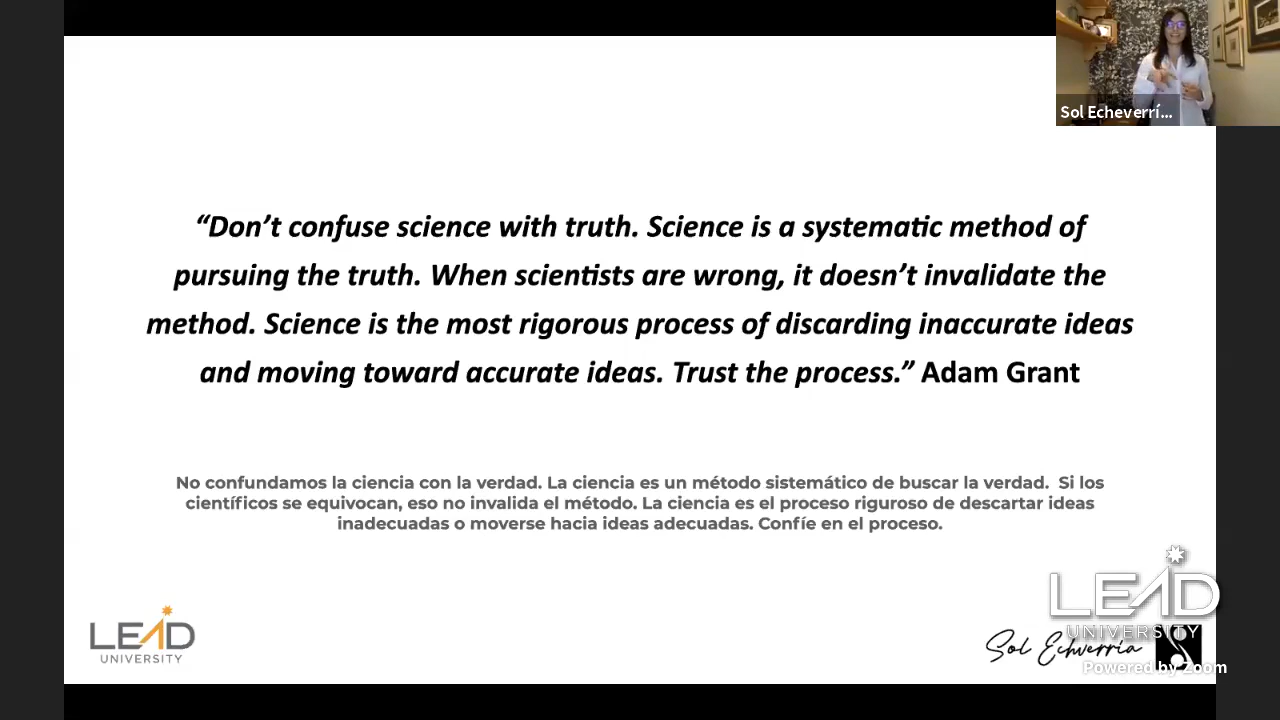 Sol Echeverrí...
“Don’t confuse science with truth. Science is a systematic method of
pursuing the truth. When scientists are wrong, it doesn’t invalidate the
method. Science is the most rigorous process of discarding inaccurate ideas
and moving toward accurate ideas. Trust the process.” Adam Grant
No confundamos la ciencia con la verdad. La ciencia es un método sistemático de buscar la verdad.  Si los
científicos se equivocan, eso no invalida el método. La ciencia es el proceso riguroso de descartar ideas
inadecuadas o moverse hacia ideas adecuadas. Confíe en el proceso.
LEAD
UNIVERSITY
LEAD
UNIVERSITY
Sol Echverría
Powered by Zoom